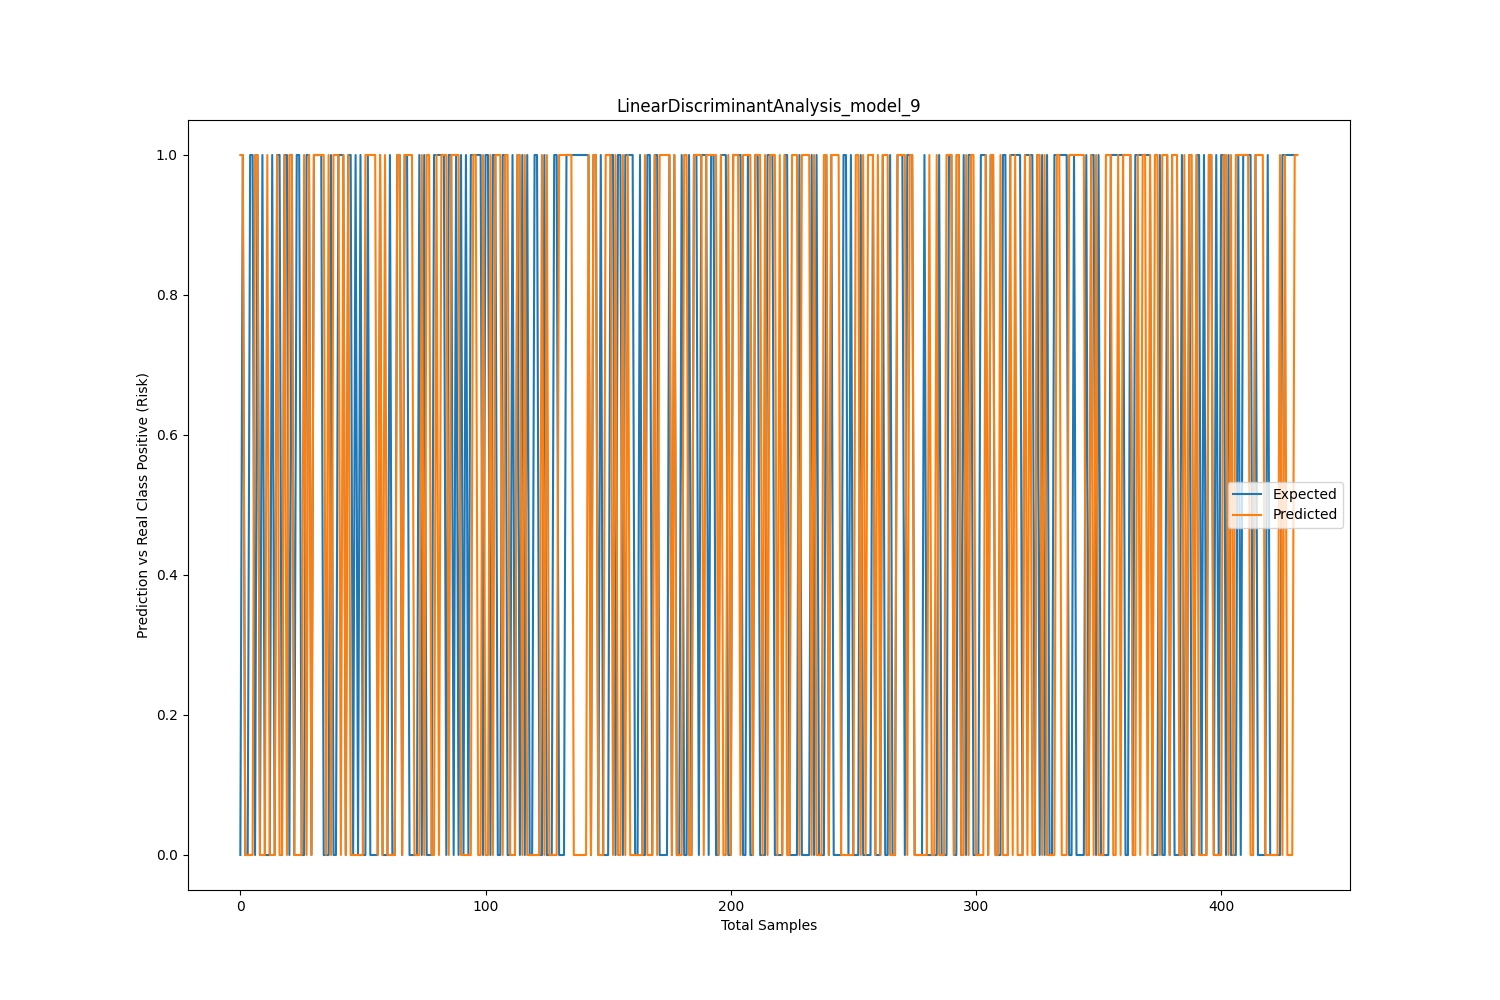 LinearDiscriminantAnalysis_model_9
Prediction vs Real Class Positive (Risk)
1.0
0.8
0.6
0.4
0.2
0.0
Expected
Predicted
0 100 200 300 400
Total Samples